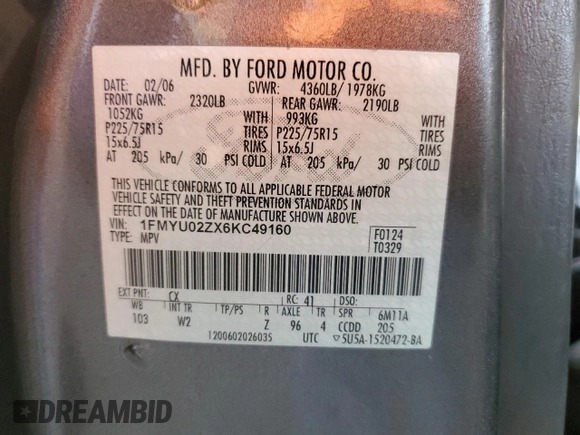 MFD. BY FORD MOTOR CO.
DATE: 02/06 GVWR: 4360LB/ 1978KG
FRONT GAWR: 2320LB REAR GAWR: 2190LB
1052KG WITH 993KG WITH
P225/75R15 TIRES P225/75R15 TIRES
15x6.5J RIMS 15x6.5J RIMS
AT 205 kPa/ 30 PSI COLD AT 205 kPa/ 30 PSI COLD
THIS VEHICLE CONFORMS TO ALL APPLICABLE FEDERAL MOTOR
VEHICLE SAFETY AND THEFT PREVENTION STANDARDS IN
EFFECT ON THE DATE OF MANUFACTURE SHOWN ABOVE.
VIN: 1FMYU02ZX6KC49160 F0124
TYPE: MPV T0329
EXT PNT: CX RC: 41 DSO:
WB INT TR TP/PS R AXLE TR SPR 6M11A
103 W2 Z 96 4 CCDD 205
1200602026035 UTC ▽5U5A-1520472-BA
DREAMBID